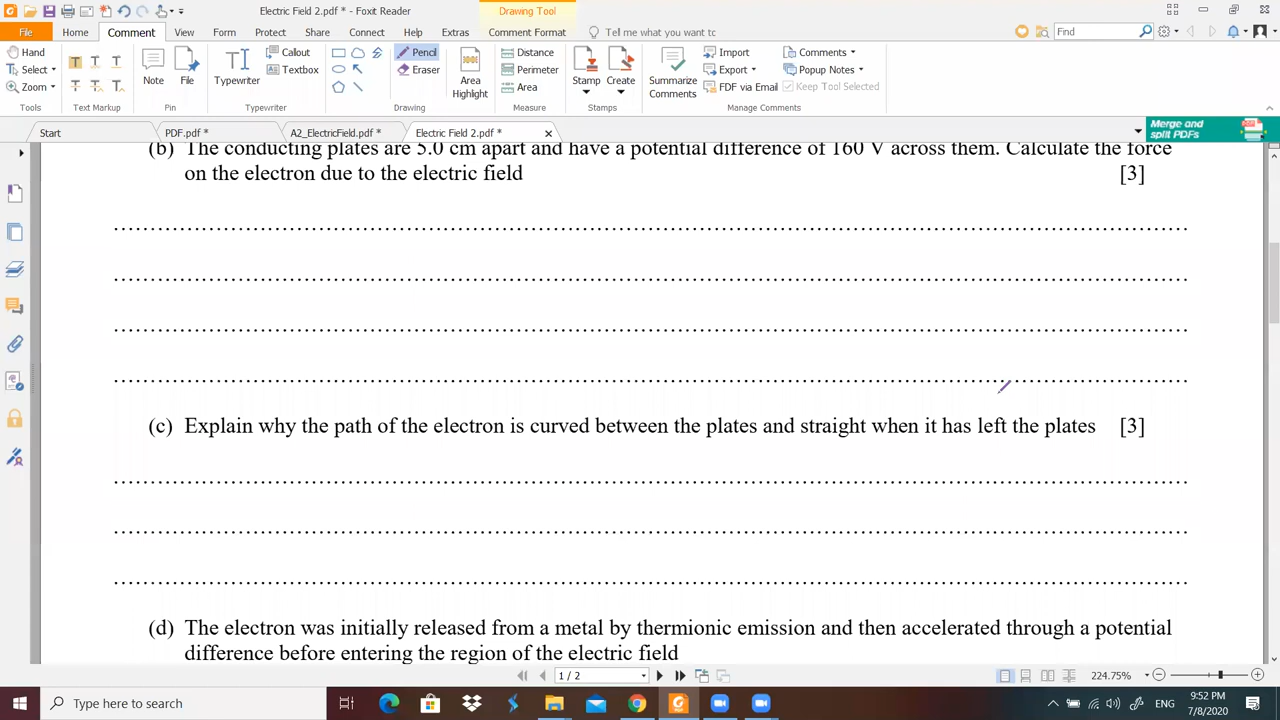 Electric Field 2.pdf * - Foxit Reader
Drawing Tool
File
Home
Comment
View
Form
Protect
Share
Connect
Help
Extras
Comment Format
Tell me what you want tc
Find
Hand
Select
Zoom
Tools
Text Markup
Note
File
Pin
Typewriter
Callout
Textbox
Typewriter
Pencil
Eraser
Drawing
Area Highlight
Distance
Perimeter
Area
Measure
Stamp
Create
Stamps
Summarize Comments
Import
Export
FDF via Email
Comments
Popup Notes
Keep Tool Selected
Manage Comments
Start
PDF.pdf *
A2_ElectricField.pdf *
Electric Field 2.pdf *
Merge and split PDFs
(b) The conducting plates are 5.0 cm apart and have a potential difference of 160 V across them. Calculate the force
on the electron due to the electric field [3]
(c) Explain why the path of the electron is curved between the plates and straight when it has left the plates [3]
(d) The electron was initially released from a metal by thermionic emission and then accelerated through a potential
difference before entering the region of the electric field
1 / 2
224.75%
Type here to search
ENG
9:52 PM
7/8/2020